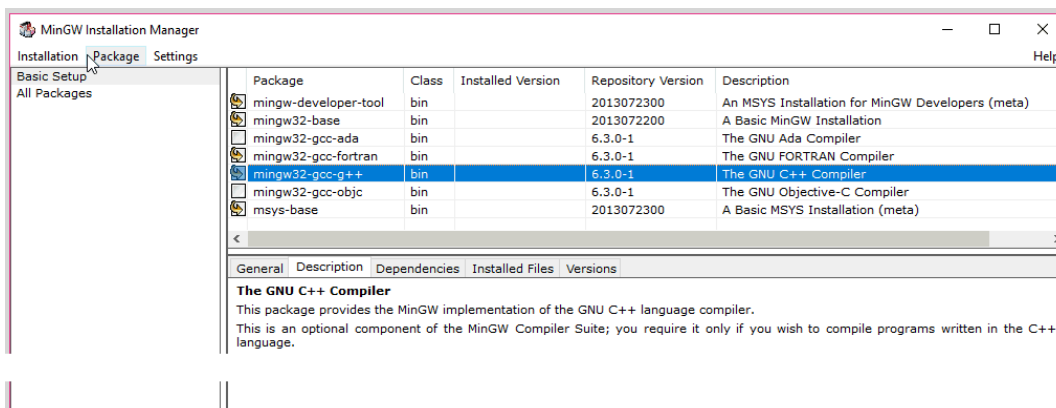 MinGW Installation Manager
Installation Package Settings Help
Basic Setup
All Packages
Package Class Installed Version Repository Version Description
mingw-developer-tool bin 2013072300 An MSYS Installation for MinGW Developers (meta)
mingw32-base bin 2013072200 A Basic MinGW Installation
mingw32-gcc-ada bin 6.3.0-1 The GNU Ada Compiler
mingw32-gcc-fortran bin 6.3.0-1 The GNU FORTRAN Compiler
mingw32-gcc-g++ bin 6.3.0-1 The GNU C++ Compiler
mingw32-gcc-objc bin 6.3.0-1 The GNU Objective-C Compiler
msys-base bin 2013072300 A Basic MSYS Installation (meta)
General Description Dependencies Installed Files Versions
The GNU C++ Compiler
This package provides the MinGW implementation of the GNU C++ language compiler.
This is an optional component of the MinGW Compiler Suite; you require it only if you wish to compile programs written in the C++
language.